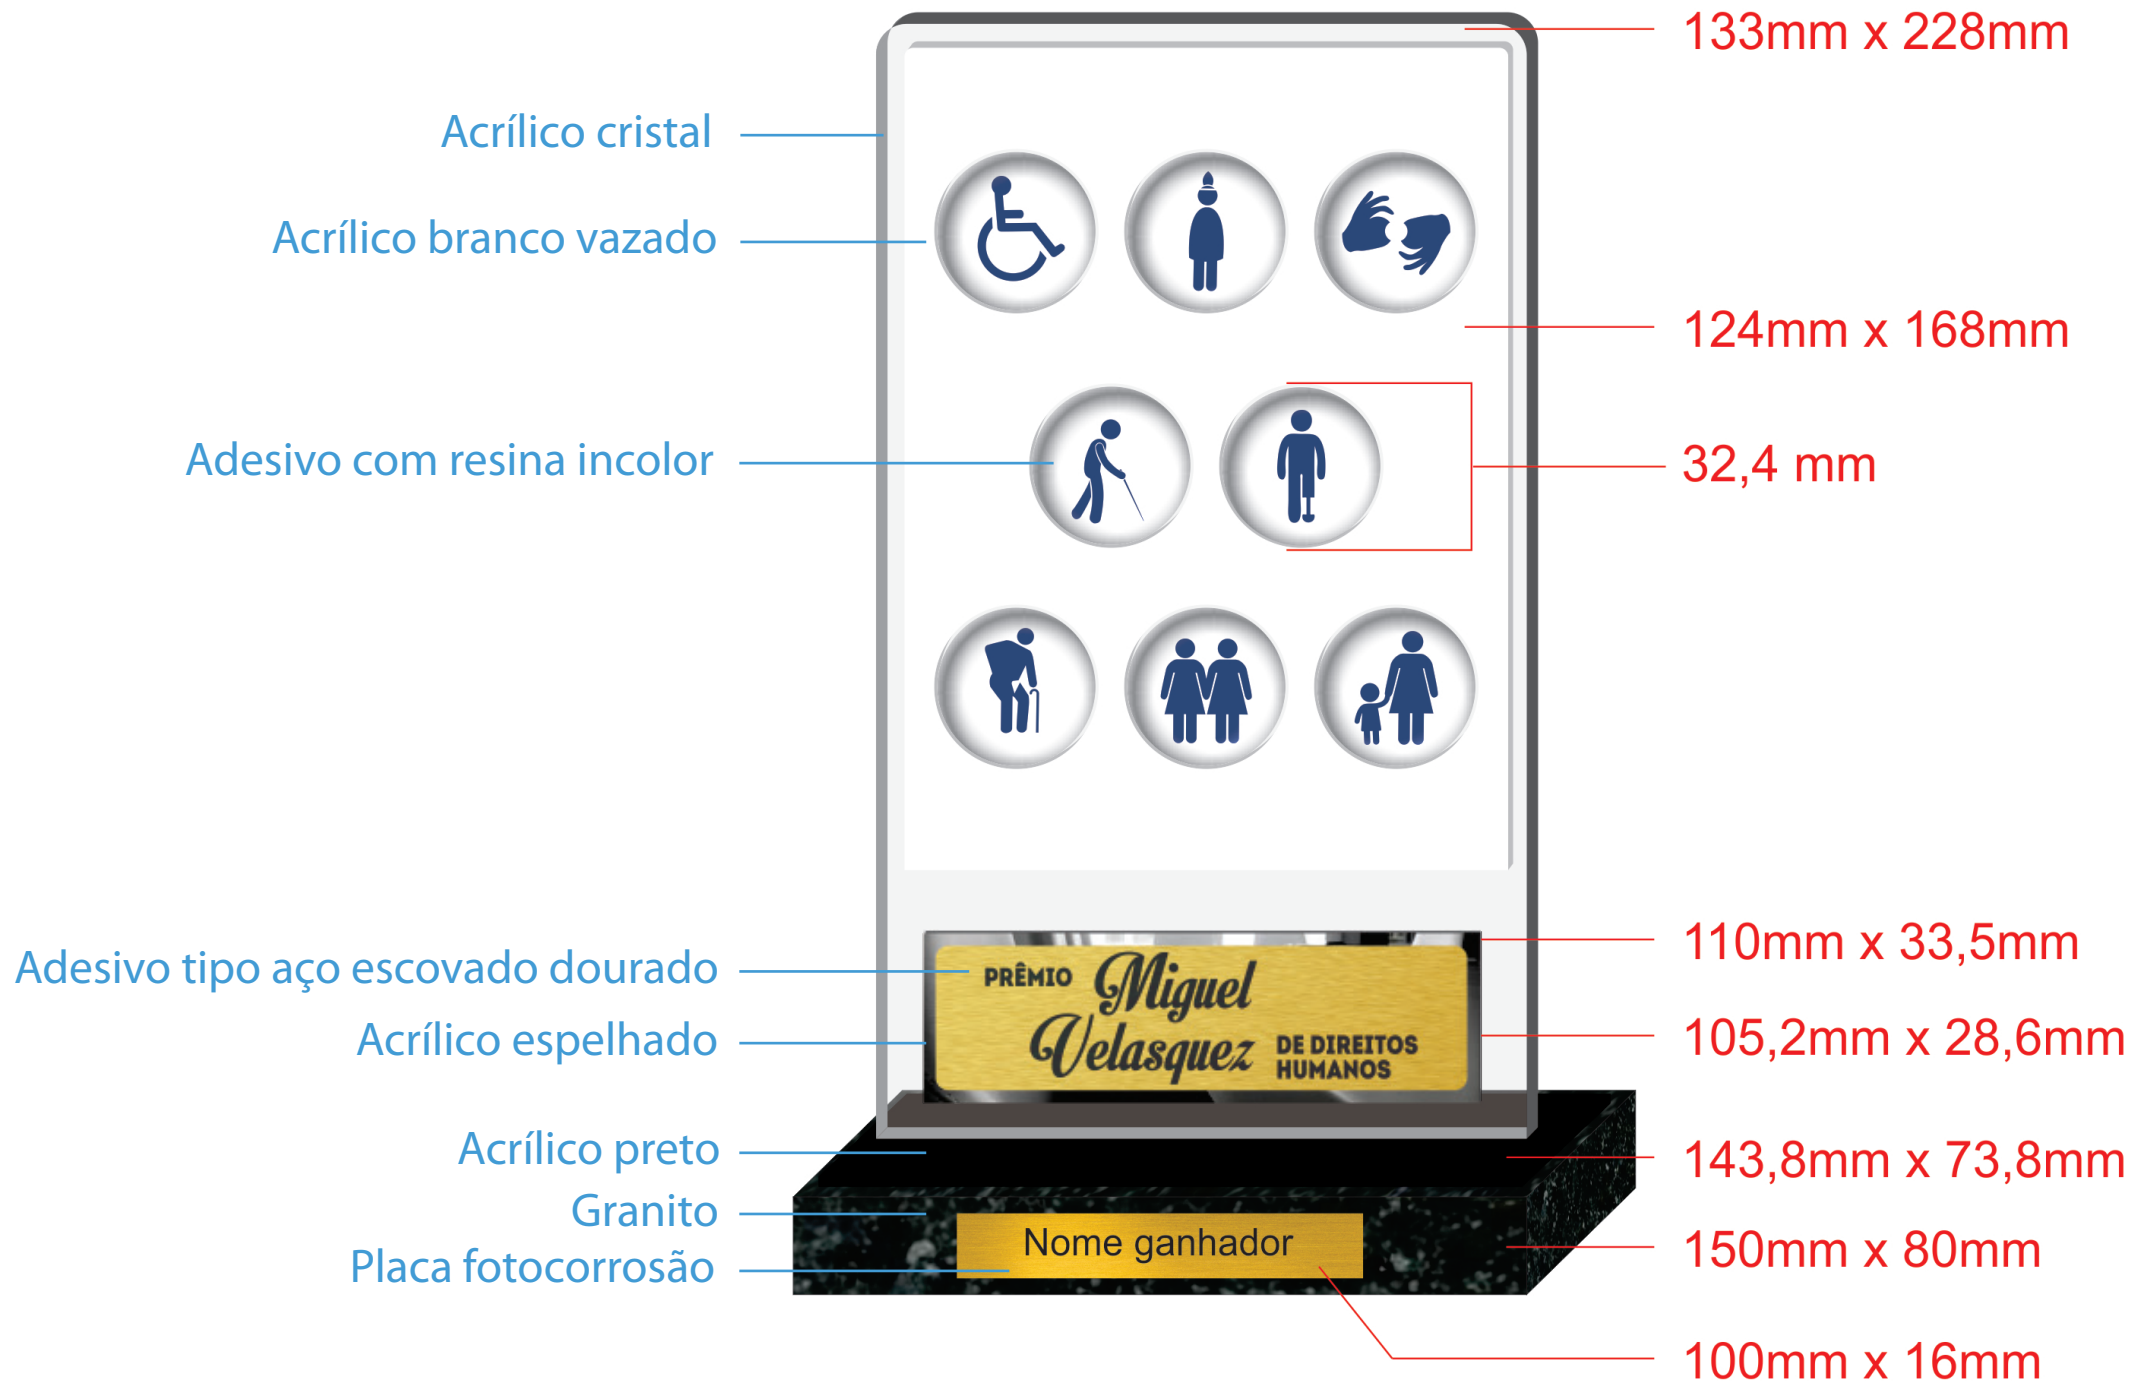 133mm x 228mm
Acrílico cristal
Acrílico branco vazado
124mm x 168mm
Adesivo com resina incolor
32,4 mm
110mm x 33,5mm
Adesivo tipo aço escovado dourado
PRÊMIO Miguel
Velasquez DE DIREITOS
HUMANOS
Acrílico espelhado
105,2mm x 28,6mm
Acrílico preto
143,8mm x 73,8mm
Granito
Nome ganhador
150mm x 80mm
Placa fotocorrosão
100mm x 16mm